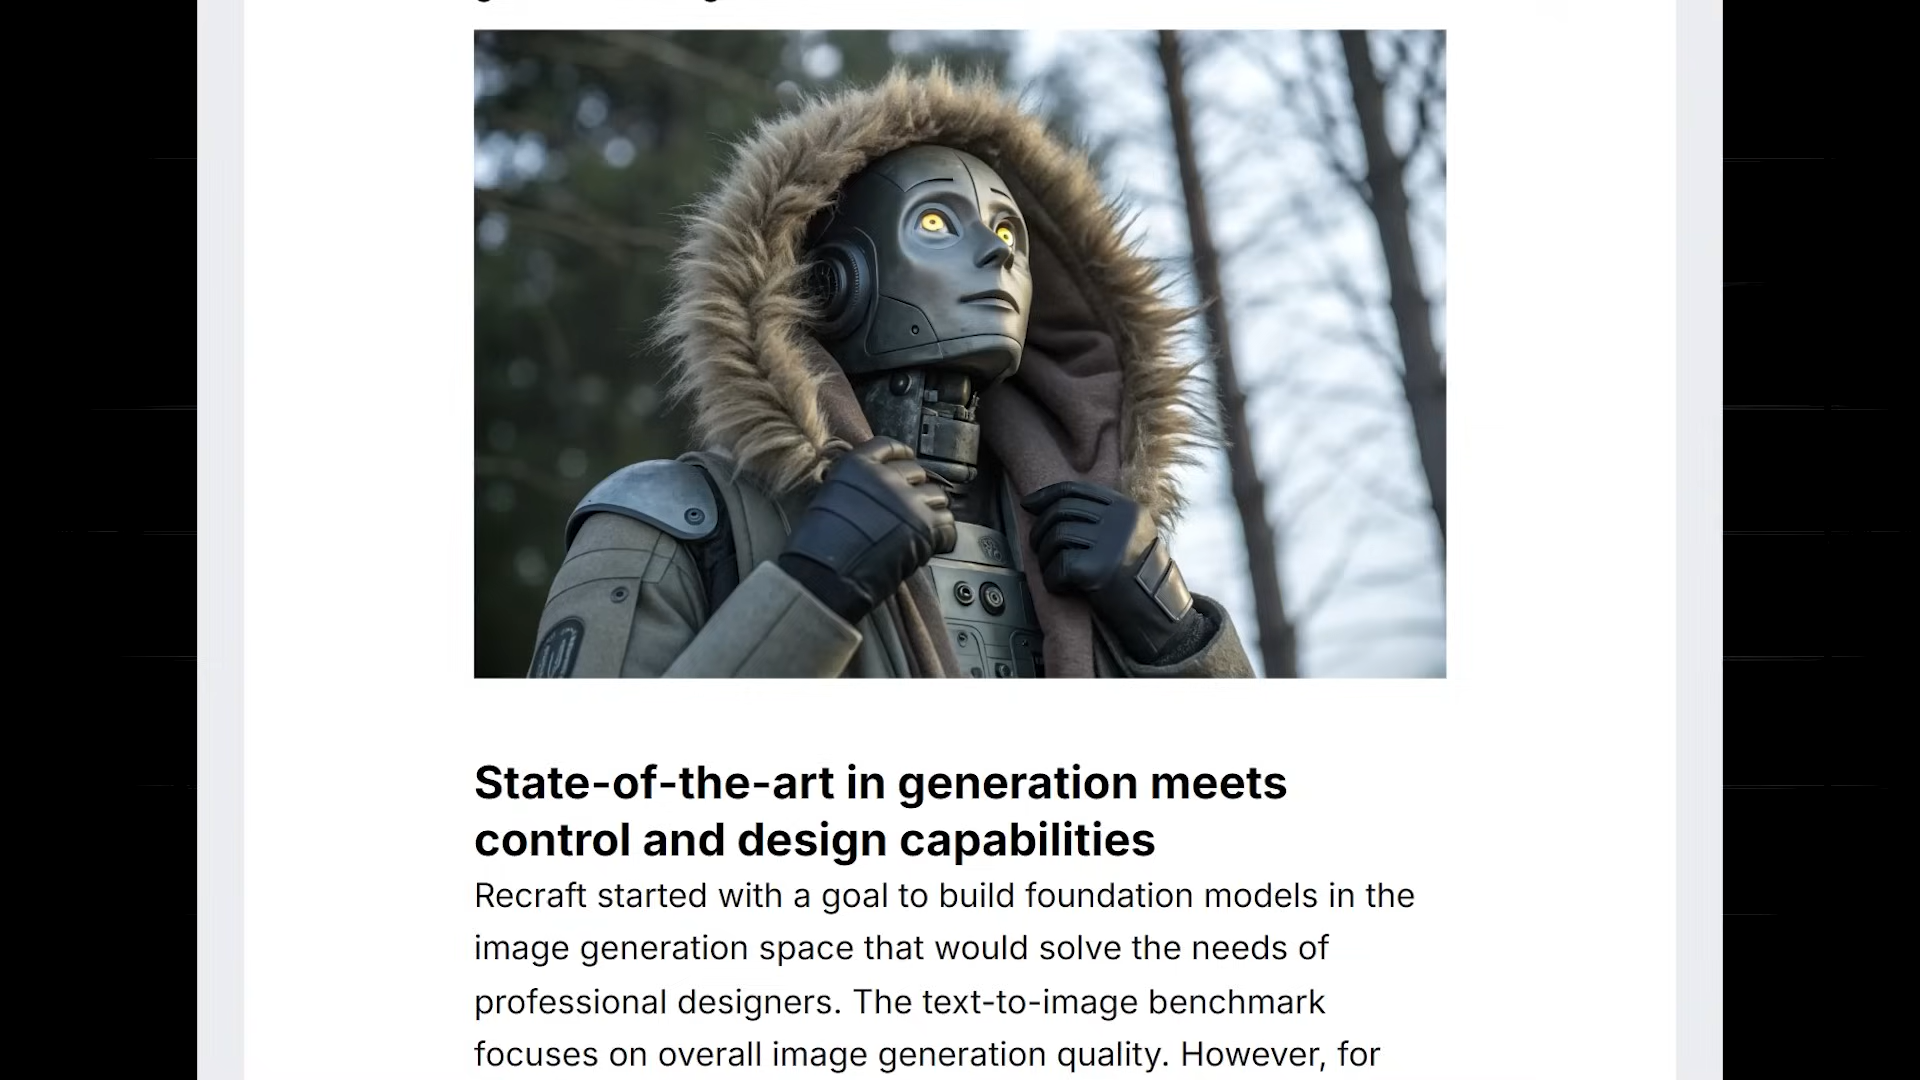 State-of-the-art in generation meets
control and design capabilities
Recraft started with a goal to build foundation models in the
image generation space that would solve the needs of
professional designers. The text-to-image benchmark
focuses on overall image generation quality. However, for